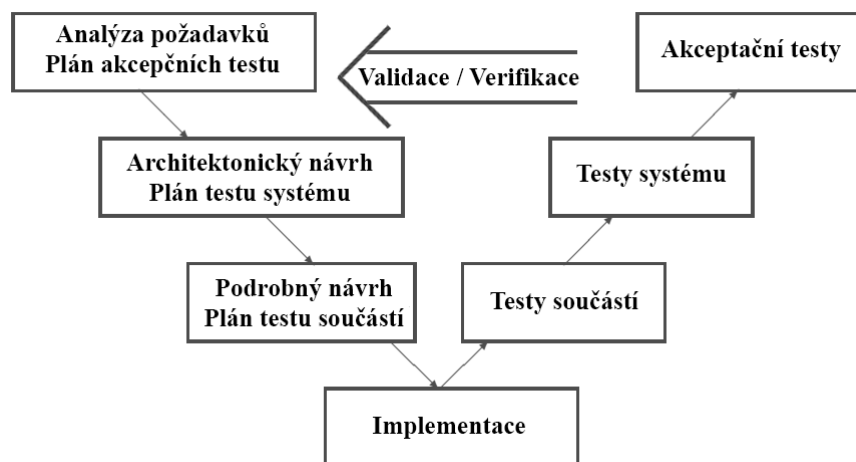 Analýza požadavků
Plán akcepčních testu
Validace / Verifikace
Akceptační testy
Architektonický návrh
Plán testu systému
Testy systému
Podrobný návrh
Plán testu součástí
Testy součástí
Implementace